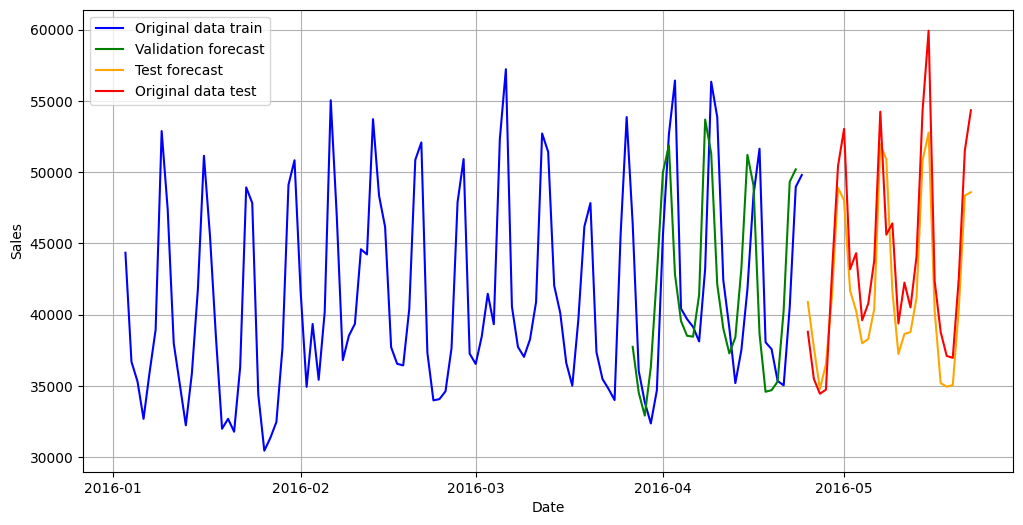 Original data train
Validation forecast
Test forecast
Original data test
60000
55000
50000
45000
40000
35000
30000
Sales
2016-01
2016-02
2016-03
2016-04
2016-05
Date